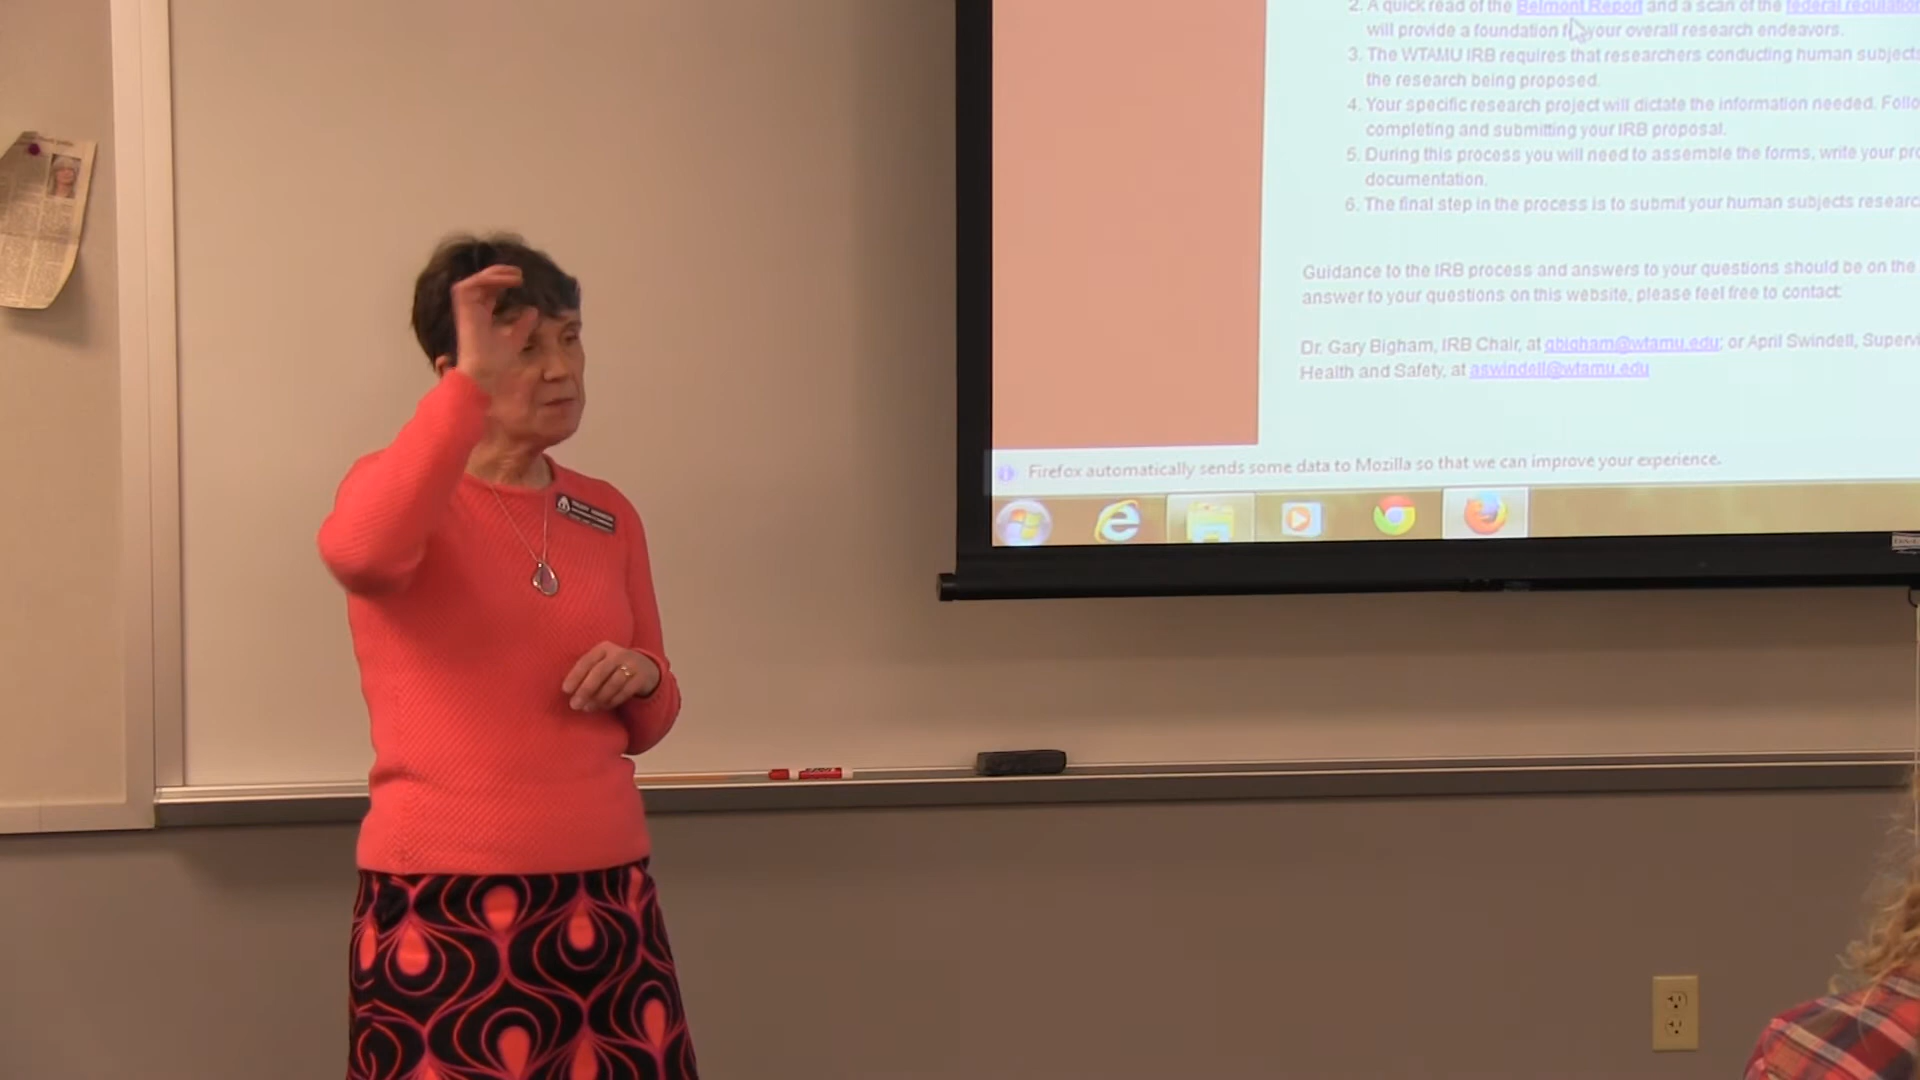 2. A quick read of the Belmont Report and a scan of the federal regulation
will provide a foundation for your overall research endeavors.
3. The WTAMU IRB requires that researchers conducting human subjects
the research being proposed.
4. Your specific research project will dictate the information needed. Follo
completing and submitting your IRB proposal.
5. During this process you will need to assemble the forms, write your pro
documentation.
6. The final step in the process is to submit your human subjects researc
Guidance to the IRB process and answers to your questions should be on the
answer to your questions on this website, please feel free to contact:
Dr. Gary Bigham, IRB Chair, at gbigham@wtamu.edu; or April Swindell, Supervi
Health and Safety, at aswindell@wtamu.edu
Firefox automatically sends some data to Mozilla so that we can improve your experience.